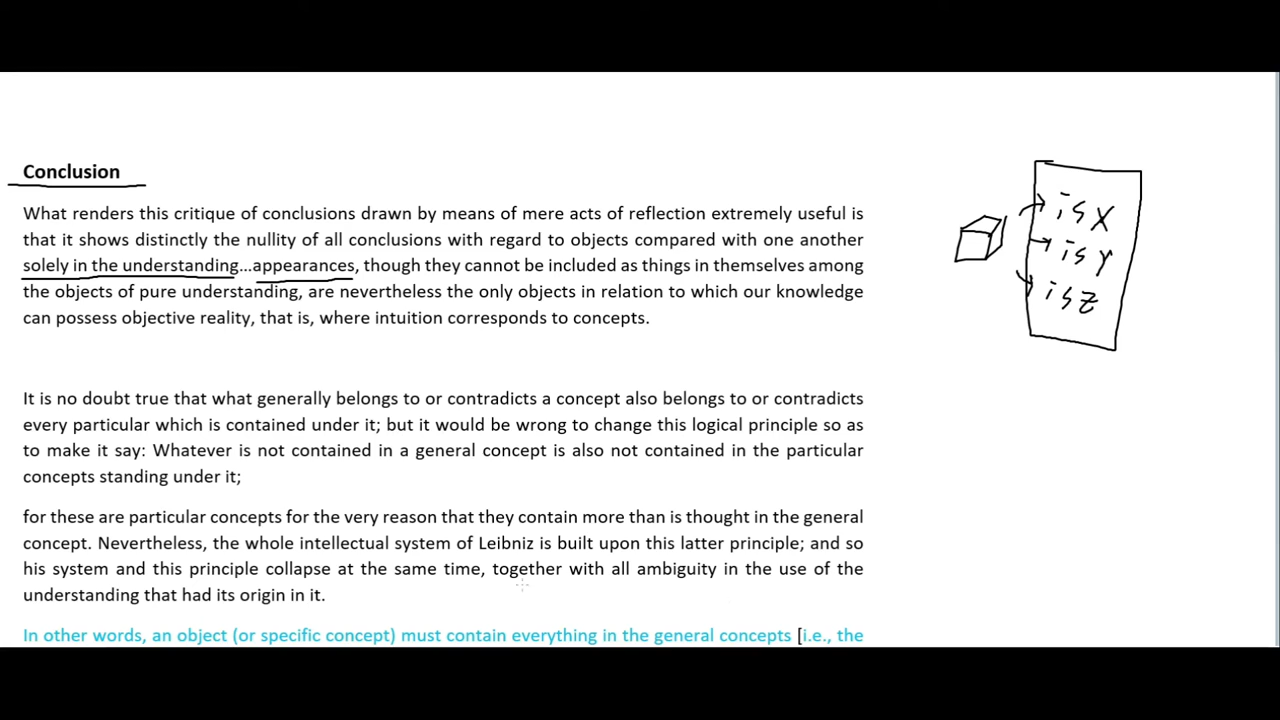 Conclusion
What renders this critique of conclusions drawn by means of mere acts of reflection extremely useful is
that it shows distinctly the nullity of all conclusions with regard to objects compared with one another
solely in the understanding...appearances, though they cannot be included as things in themselves among
the objects of pure understanding, are nevertheless the only objects in relation to which our knowledge
can possess objective reality, that is, where intuition corresponds to concepts.
is X
is Y
is Z
It is no doubt true that what generally belongs to or contradicts a concept also belongs to or contradicts
every particular which is contained under it; but it would be wrong to change this logical principle so as
to make it say: Whatever is not contained in a general concept is also not contained in the particular
concepts standing under it;
for these are particular concepts for the very reason that they contain more than is thought in the general
concept. Nevertheless, the whole intellectual system of Leibniz is built upon this latter principle; and so
his system and this principle collapse at the same time, together with all ambiguity in the use of the
understanding that had its origin in it.
In other words, an object (or specific concept) must contain everything in the general concepts [i.e., the